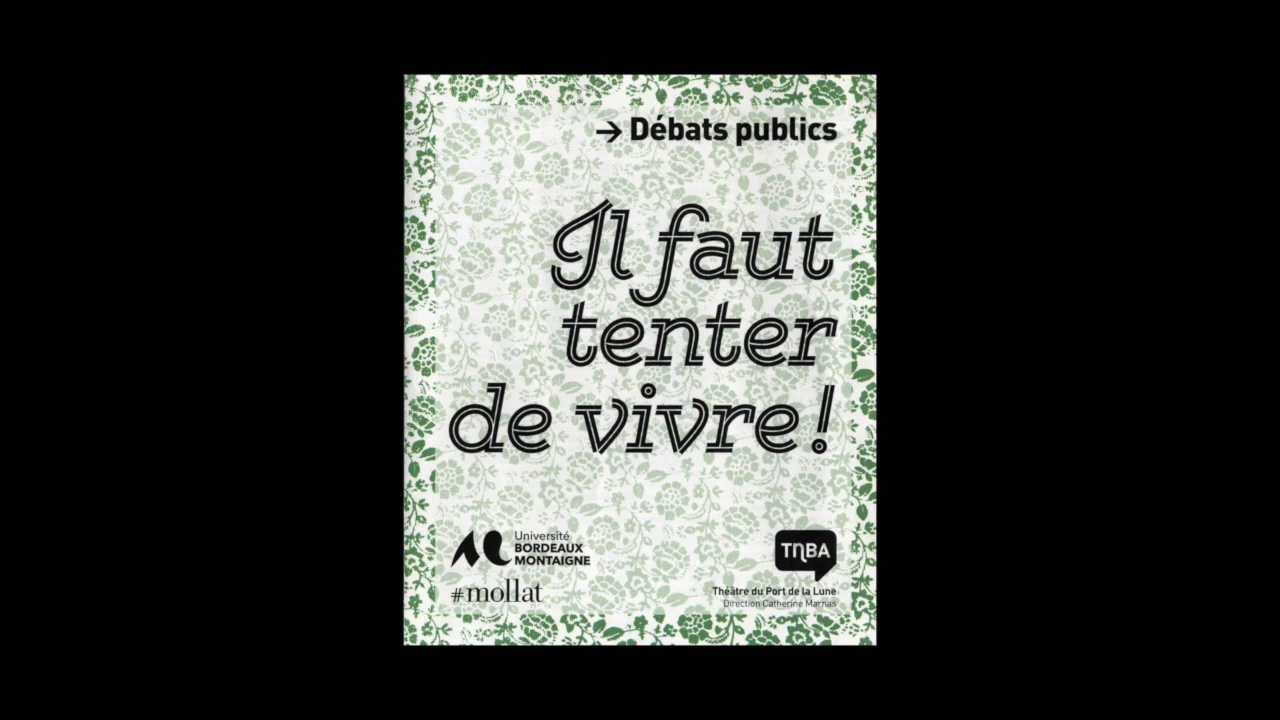 → Débats publics
Il faut
tenter
de vivre !
Université
BORDEAUX
MONTAIGNE
#mollat
TnBA
Théâtre du Port de la Lune
Direction Catherine Marnas